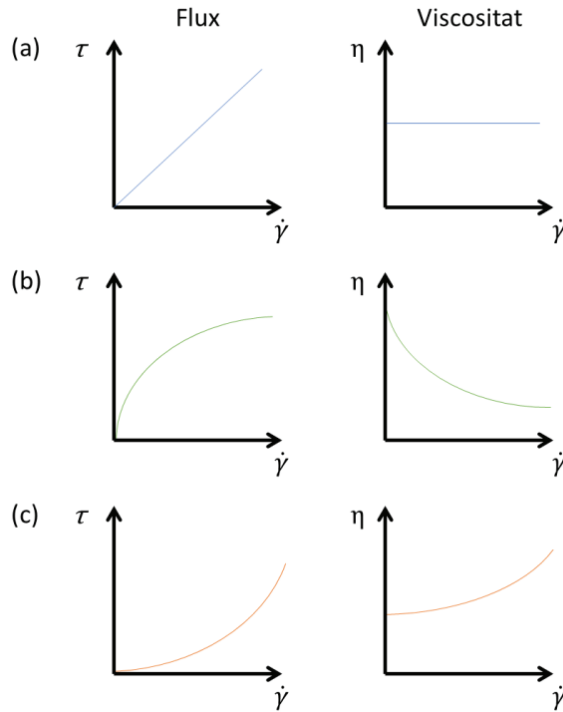 Flux Viscositat
(a) τ η
γ̇ γ̇
(b) τ η
γ̇ γ̇
(c) τ η
γ̇ γ̇